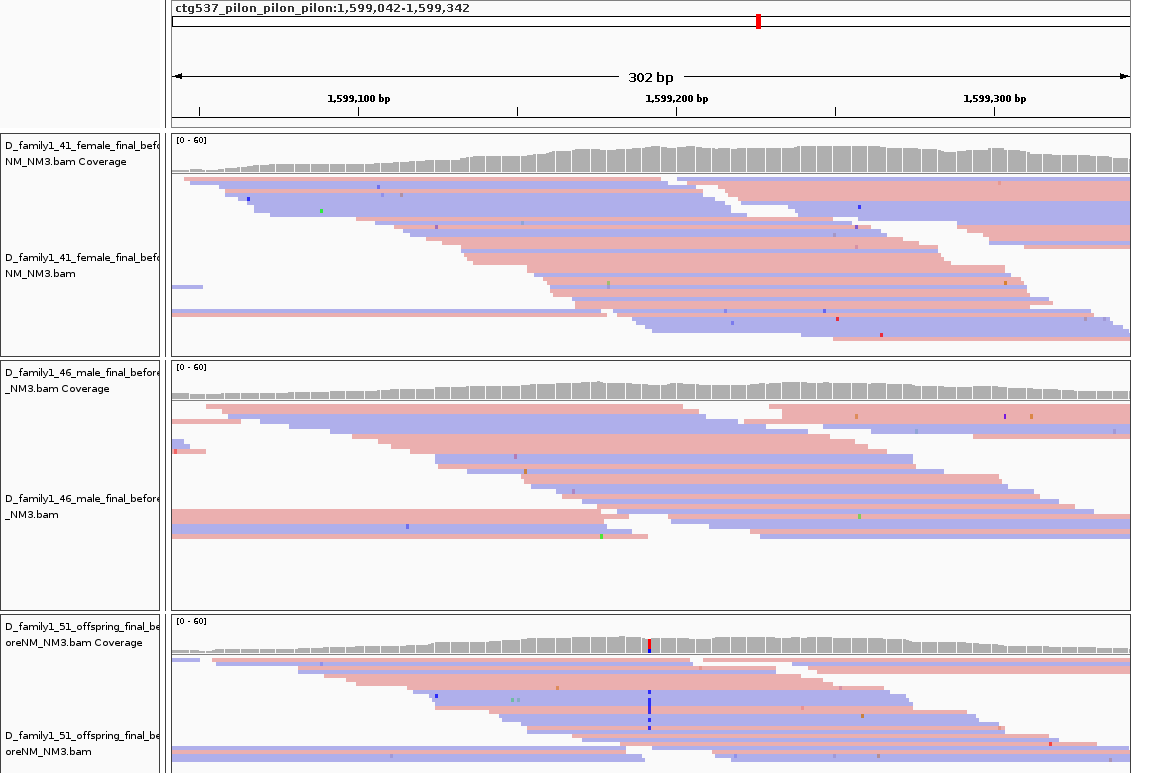 ctg537_pilon_pilon_pilon:1,599,042-1,599,342
302 bp
1,599,100 bp 1,599,200 bp 1,599,300 bp
D_family1_41_female_final_befo
NM_NM3.bam Coverage
[0 - 60]
D_family1_41_female_final_befo
NM_NM3.bam
D_family1_46_male_final_before
_NM3.bam Coverage
[0 - 60]
D_family1_46_male_final_before
_NM3.bam
D_family1_51_offspring_final_be
oreNM_NM3.bam Coverage
[0 - 60]
D_family1_51_offspring_final_be
oreNM_NM3.bam